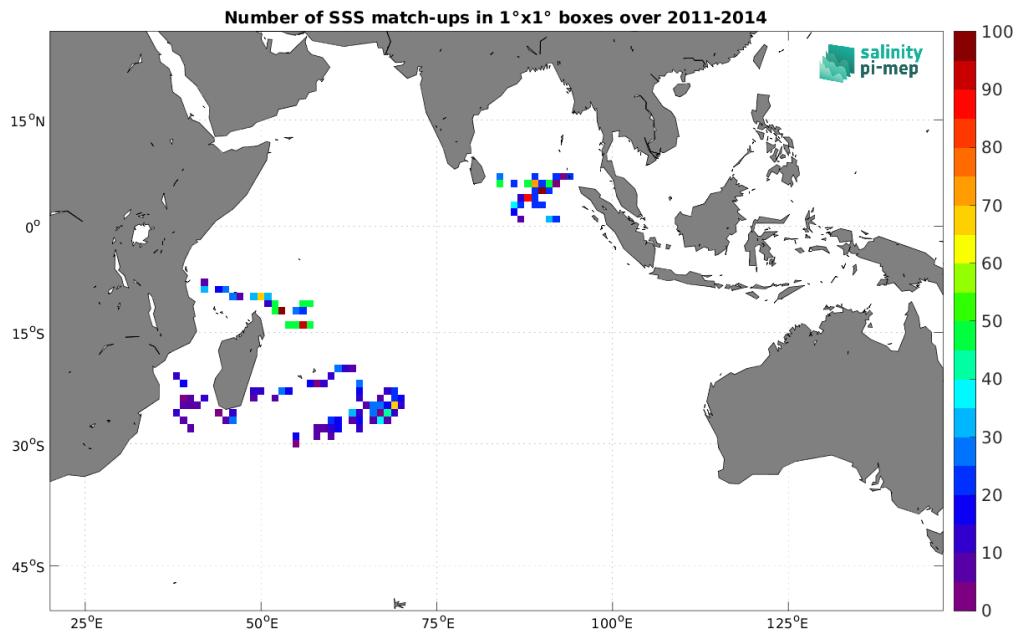 Number of SSS match-ups in 1°x1° boxes over 2011-2014
salinity
pi-mep
15°N
0°
15°S
30°S
45°S
25°E
50°E
75°E
100°E
125°E
100
90
80
70
60
50
40
30
20
10
0